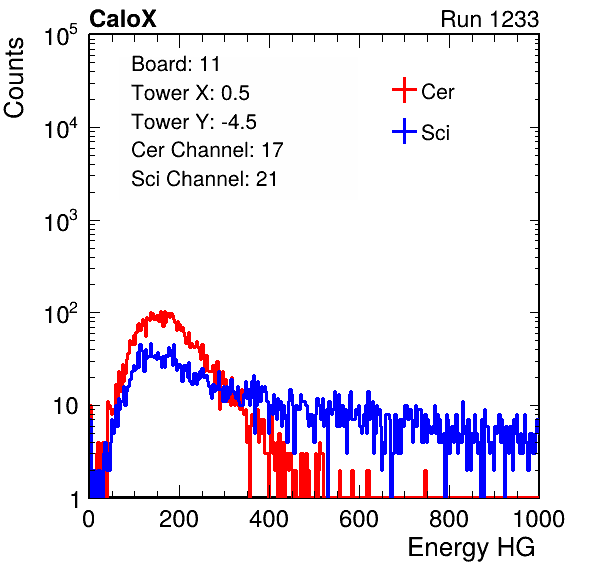 CaloX Run 1233
Board: 11
Tower X: 0.5
Tower Y: -4.5
Cer Channel: 17
Sci Channel: 21
Cer
Sci
Counts
10^5
10^4
10^3
10^2
10
1
0 200 400 600 800 1000
Energy HG